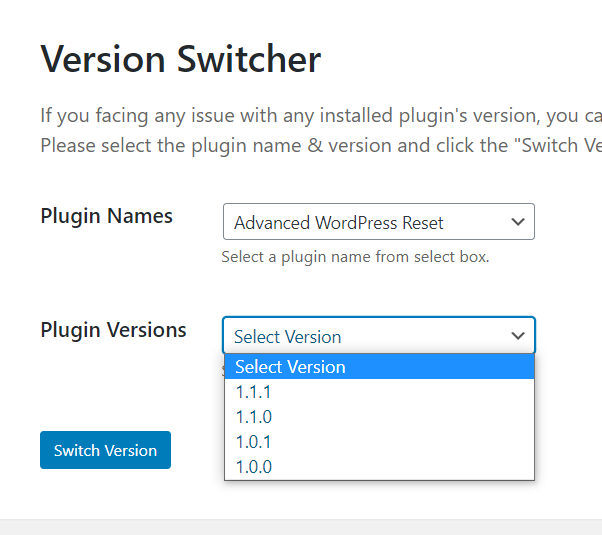 Version Switcher
If you facing any issue with any installed plugin's version, you ca
Please select the plugin name & version and click the "Switch Ve
Plugin Names
Advanced WordPress Reset
Select a plugin name from select box.
Plugin Versions
Select Version
Select Version
1.1.1
1.1.0
1.0.1
1.0.0
Switch Version